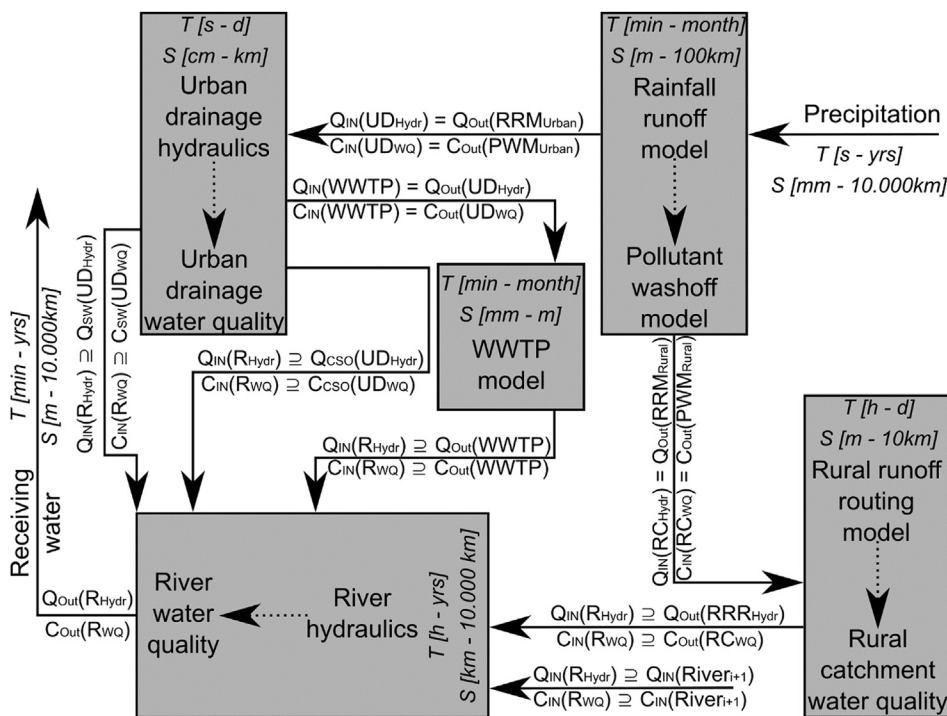 T [s - d]
S [cm - km]
Urban
drainage
hydraulics
Urban
drainage
water quality
T [min - month]
S [m - 100km]
Rainfall
runoff
model
Pollutant
washoff
model
Precipitation
T [s - yrs]
S [mm - 10.000km]
QIN(UDHydr) = QOut(RRMUrban)
CIN(UDWQ) = COut(PWMUrban)
QIN(WWTP) = QOut(UDHydr)
CIN(WWTP) = COut(UDWQ)
T [min - month]
S [mm - m]
WWTP
model
QIN(RHydr) ⊇ QSW(UDHydr)
CIN(RWQ) ⊇ CSW(UDWQ)
QIN(RHydr) ⊇ QCSO(UDHydr)
CIN(RWQ) ⊇ CCSO(UDWQ)
QIN(RHydr) ⊇ QOut(WWTP)
CIN(RWQ) ⊇ COut(WWTP)
QIN(RCHydr) = QOut(RRMRural)
CIN(RCWQ) = COut(PWMRural)
T [h - d]
S [m - 10km]
Rural runoff
routing
model
Rural
catchment
water quality
T [min - yrs]
S [m - 10.000km]
Receiving
water
QOut(RHydr)
COut(RWQ)
River
water
quality
River
hydraulics
T [h - yrs]
S [km - 10.000 km]
QIN(RHydr) ⊇ QOut(RRRHydr)
CIN(RWQ) ⊇ COut(RCWQ)
QIN(RHydr) ⊇ QIN(Riveri+1)
CIN(RWQ) ⊇ CIN(Riveri+1)